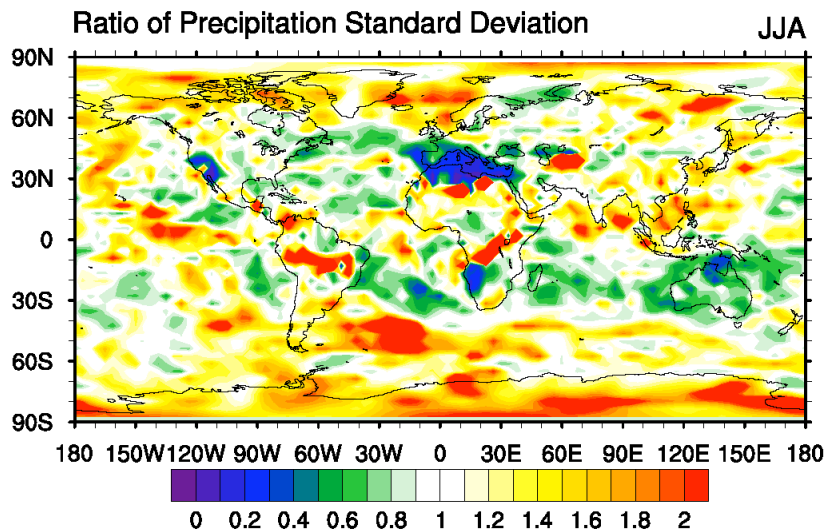 Ratio of Precipitation Standard Deviation JJA
90N
60N
30N
0
30S
60S
90S
180 150W 120W 90W 60W 30W 0 30E 60E 90E 120E 150E 180
0 0.2 0.4 0.6 0.8 1 1.2 1.4 1.6 1.8 2